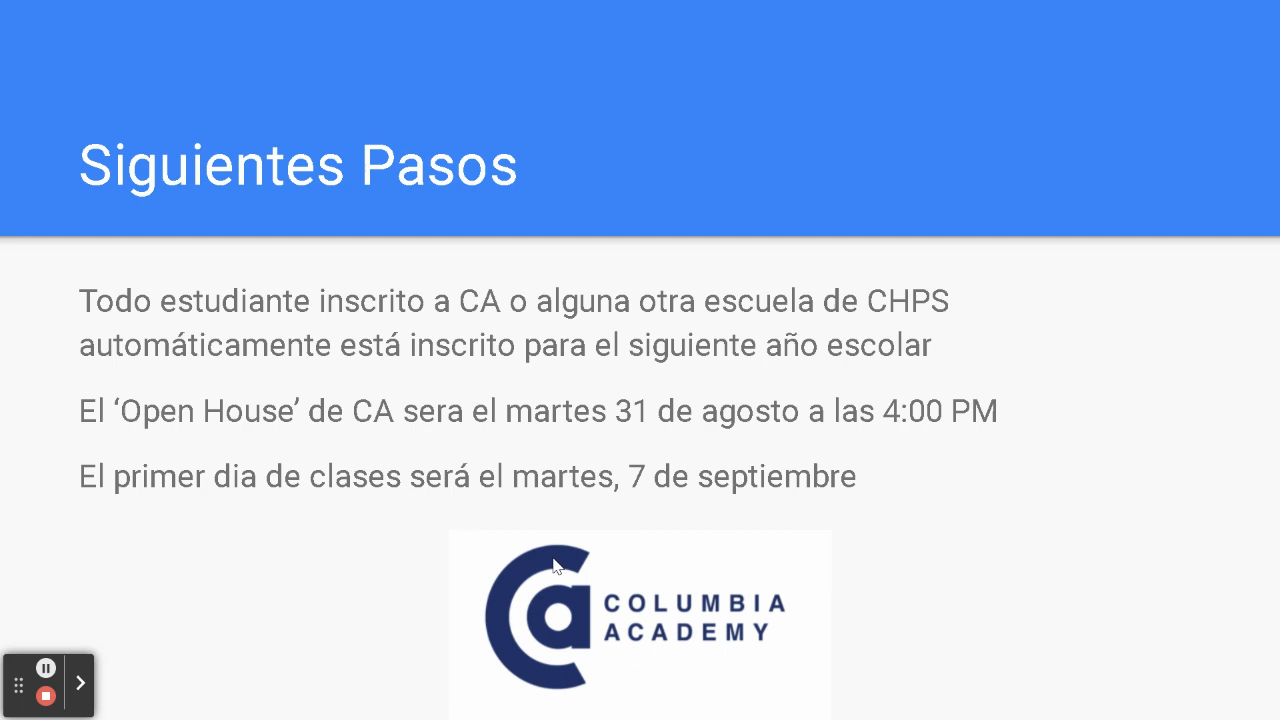 Siguientes Pasos
Todo estudiante inscrito a CA o alguna otra escuela de CHPS
automáticamente está inscrito para el siguiente año escolar
El ‘Open House’ de CA sera el martes 31 de agosto a las 4:00 PM
El primer dia de clases será el martes, 7 de septiembre
Ca COLUMBIA
ACADEMY